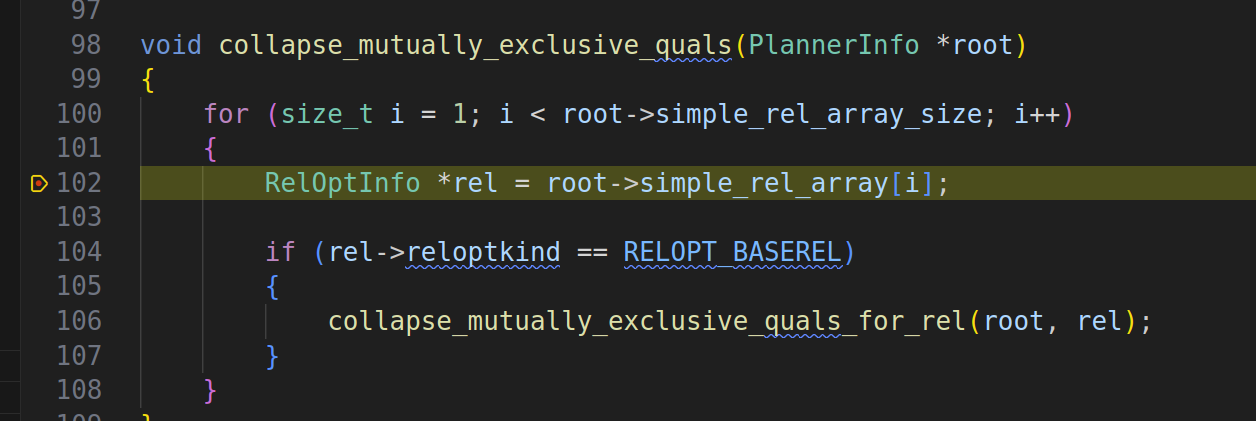 97
98 void collapse_mutually_exclusive_quals(PlannerInfo *root)
99 {
100     for (size_t i = 1; i < root->simple_rel_array_size; i++)
101     {
102         RelOptInfo *rel = root->simple_rel_array[i];
103
104         if (rel->reloptkind == RELOPT_BASEREL)
105         {
106             collapse_mutually_exclusive_quals_for_rel(root, rel);
107         }
108     }
109 }